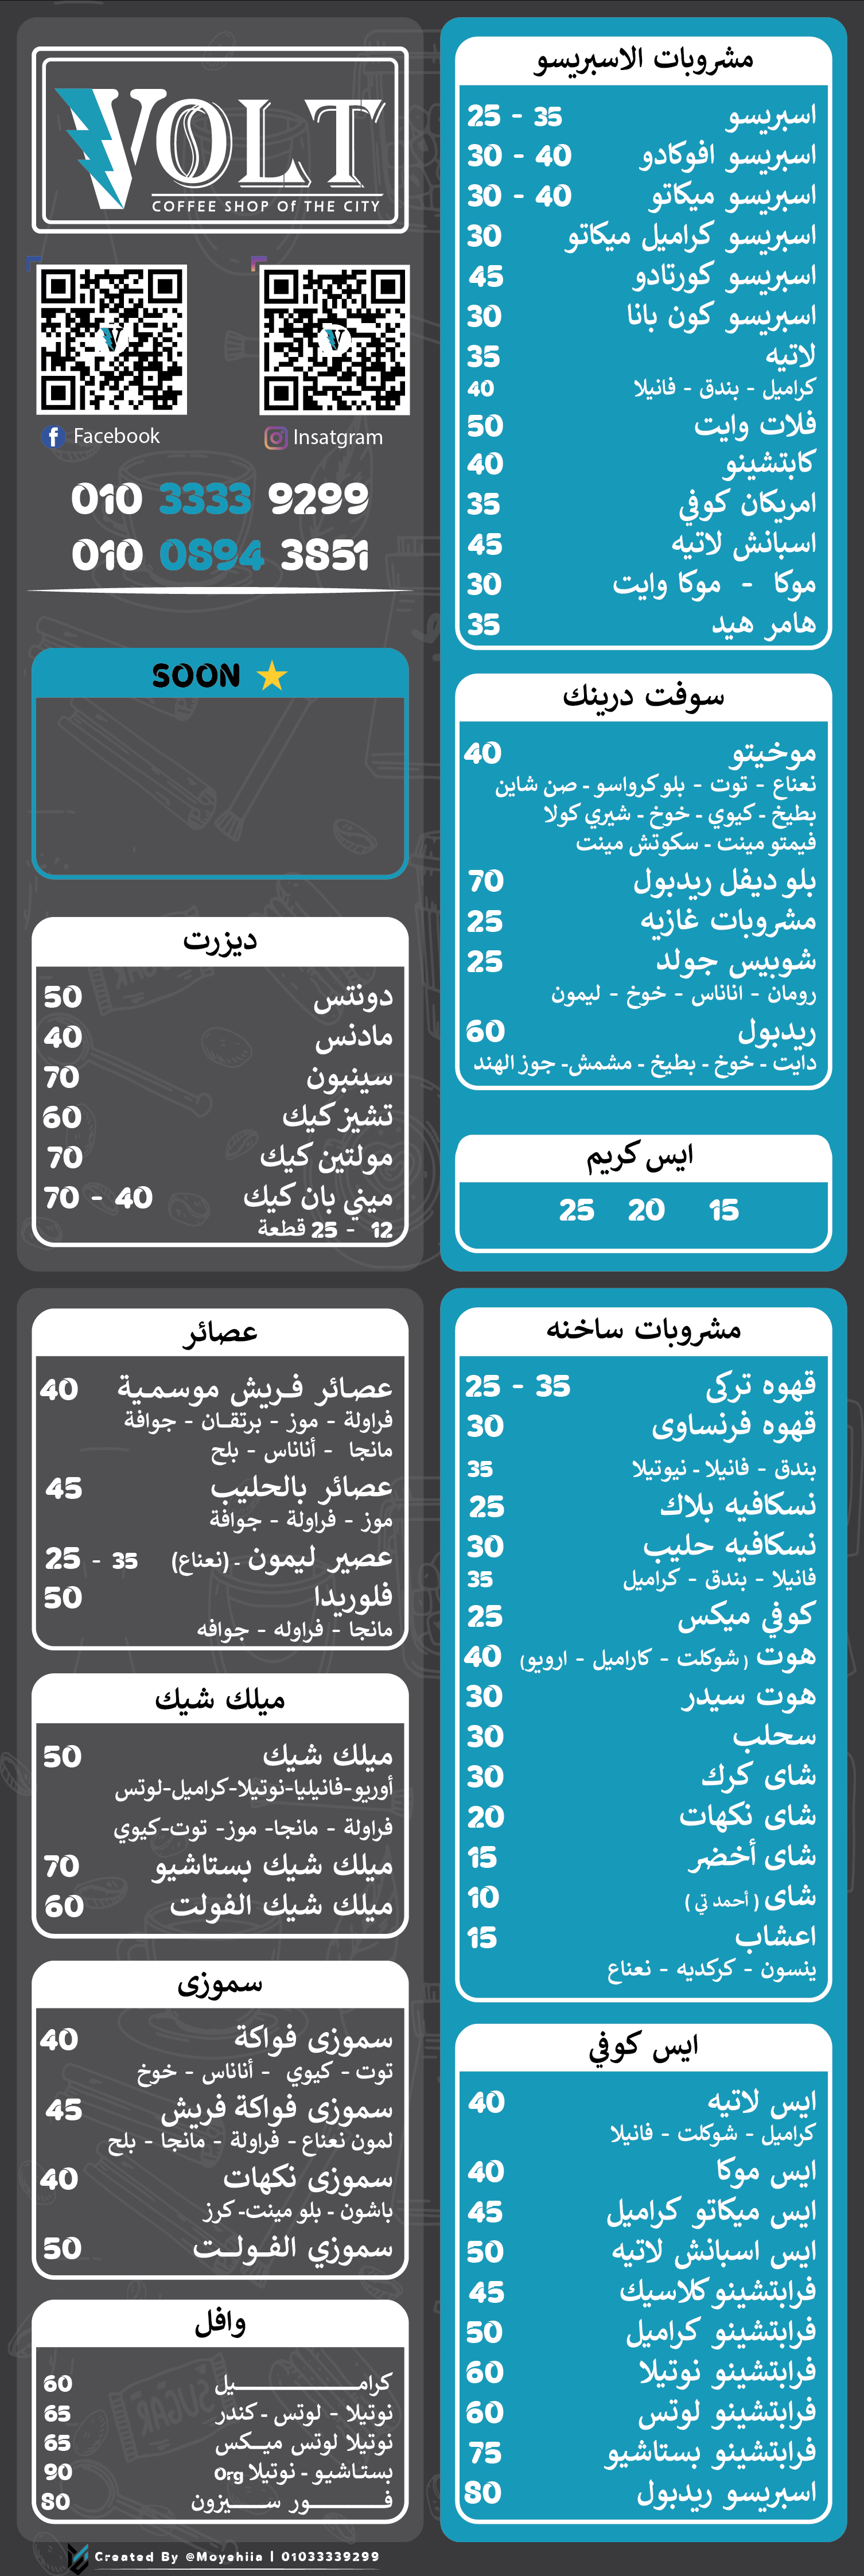 VOLT
COFFEE SHOP Of THE CITY
Facebook
Insatgram
010 3333 9299
010 0894 3851
SOON
ديزرت
دونتس 50
مادنس 40
سينبون 70
تشيز كيك 60
مولتين كيك 70
ميني بان كيك 40 - 70
12 - 25 قطعة
مشروبات الاسبريسو
اسبريسو 35 - 25
اسبريسو افوكادو 40 - 30
اسبريسو ميكاتو 40 - 30
اسبريسو كراميل ميكاتو 30
اسبريسو كورتادو 45
اسبريسو كون بانا 30
لاتيه 35
كراميل - بندق - فانيلا 40
فلات وايت 50
كابتشينو 40
امريكان كوفي 35
اسبانش لاتيه 45
موكا - موكا وايت 30
هامر هيد 35
سوفت درينك
موخيتو 40
نعناع - توت - بلو كرواسو - صن شاين
بطيخ - كيوي - خوخ - شيري كولا
فيمتو مينت - سكوتش مينت
بلو ديفل ريدبول 70
مشروبات غازيه 25
شوبيس جولد 25
رومان - اناناس - خوخ - ليمون
ريدبول 60
دايت - خوخ - بطيخ - مشمش- جوز الهند
ايس كريم
25 20 15
عصائر
عصائر فريش موسمية 40
فراولة - موز - برتقان - جوافة
مانجا - أناناس - بلح
عصائر بالحليب 45
موز - فراولة - جوافة
عصير ليمون - (نعناع) 35 - 25
فلوريدا 50
مانجا - فراوله - جوافه
ميلك شيك
ميلك شيك 50
أوريو-فانيليا-نوتيلا-كراميل-لوتس
فراولة - مانجا- موز- توت-كيوي
ميلك شيك بستاشيو 70
ميلك شيك الفولت 60
سموزى
سموزى فواكة 40
توت - كيوي - أناناس - خوخ
سموزى فواكة فريش 45
لمون نعناع - فراولة - مانجا - بلح
سموزى نكهات 40
باشون - بلو مينت- كرز
سموزي الفولت 50
وافل
كراميل 60
نوتيلا - لوتس - كندر 65
نوتيلا لوتس ميكس 65
بستاشيو - نوتيلا Org 90
فور سيزون 80
مشروبات ساخنه
قهوه تركى 35 - 25
قهوه فرنساوى 30
بندق - فانيلا - نيوتيلا 35
نسكافيه بلاك 25
نسكافيه حليب 30
فانيلا - بندق - كراميل 35
كوفي ميكس 25
هوت ( شوكلت - كاراميل - ارويو) 40
هوت سيدر 30
سحلب 30
شاى كرك 30
شاى نكهات 20
شاى أخضر 15
شاى ( أحمد تي ) 10
اعشاب 15
ينسون - كركديه - نعناع
ايس كوفي
ايس لاتيه 40
كراميل - شوكلت - فانيلا
ايس موكا 40
ايس ميكاتو كراميل 45
ايس اسبانش لاتيه 50
فرابتشينو كلاسيك 45
فرابتشينو كراميل 50
فرابتشينو نوتيلا 60
فرابتشينو لوتس 60
فرابتشينو بستاشيو 75
اسبريسو ريدبول 80
Created By @Moyehiia | 01033339299